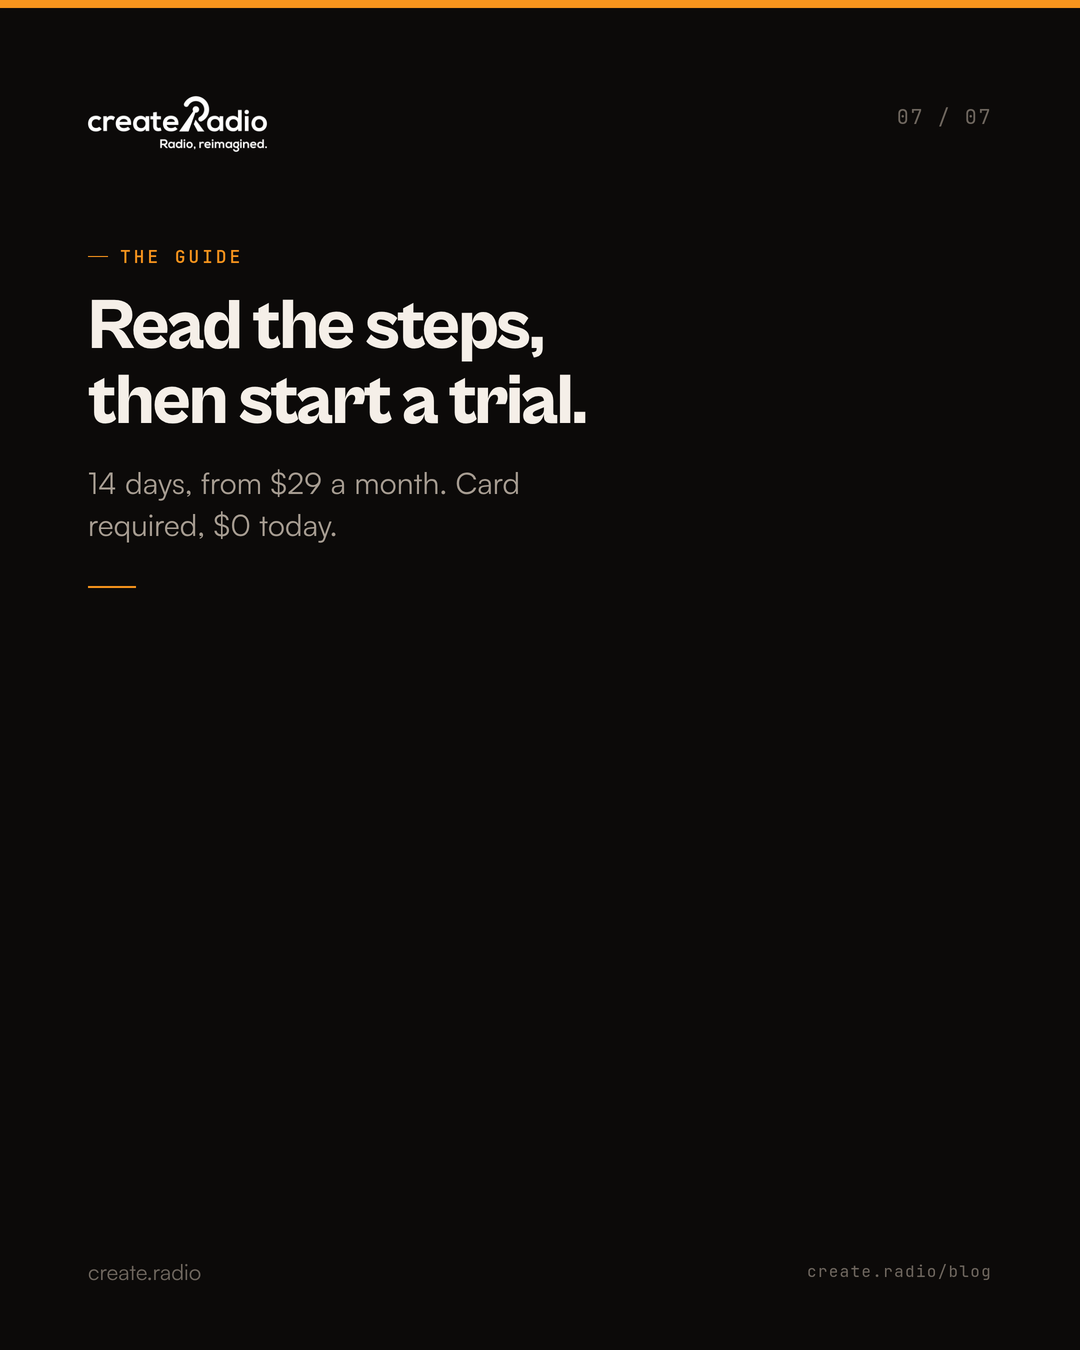 createRadio
Radio, reimagined.
07 / 07
— THE GUIDE
Read the steps,
then start a trial.
14 days, from $29 a month. Card
required, $0 today.
create.radio
create.radio/blog